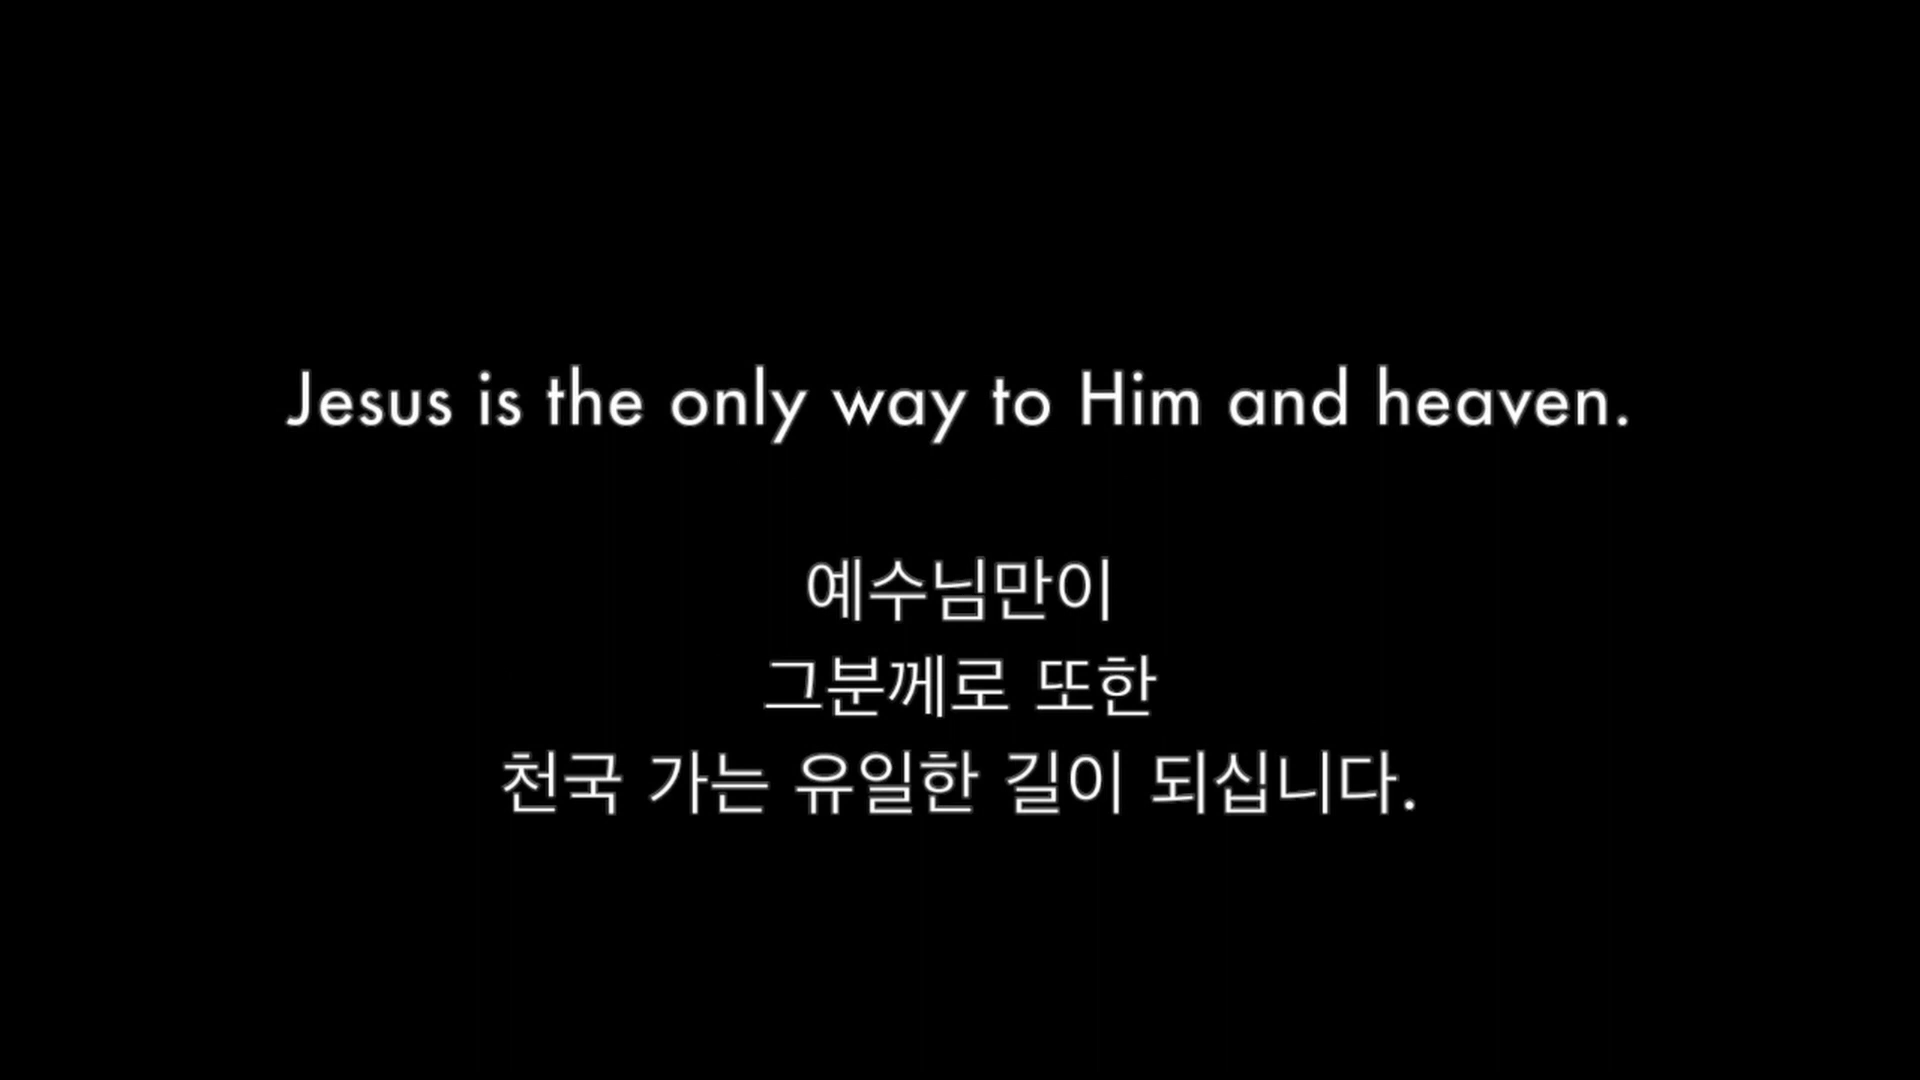 Jesus is the only way to Him and heaven.
예수님만이
그분께로 또한
천국 가는 유일한 길이 되십니다.